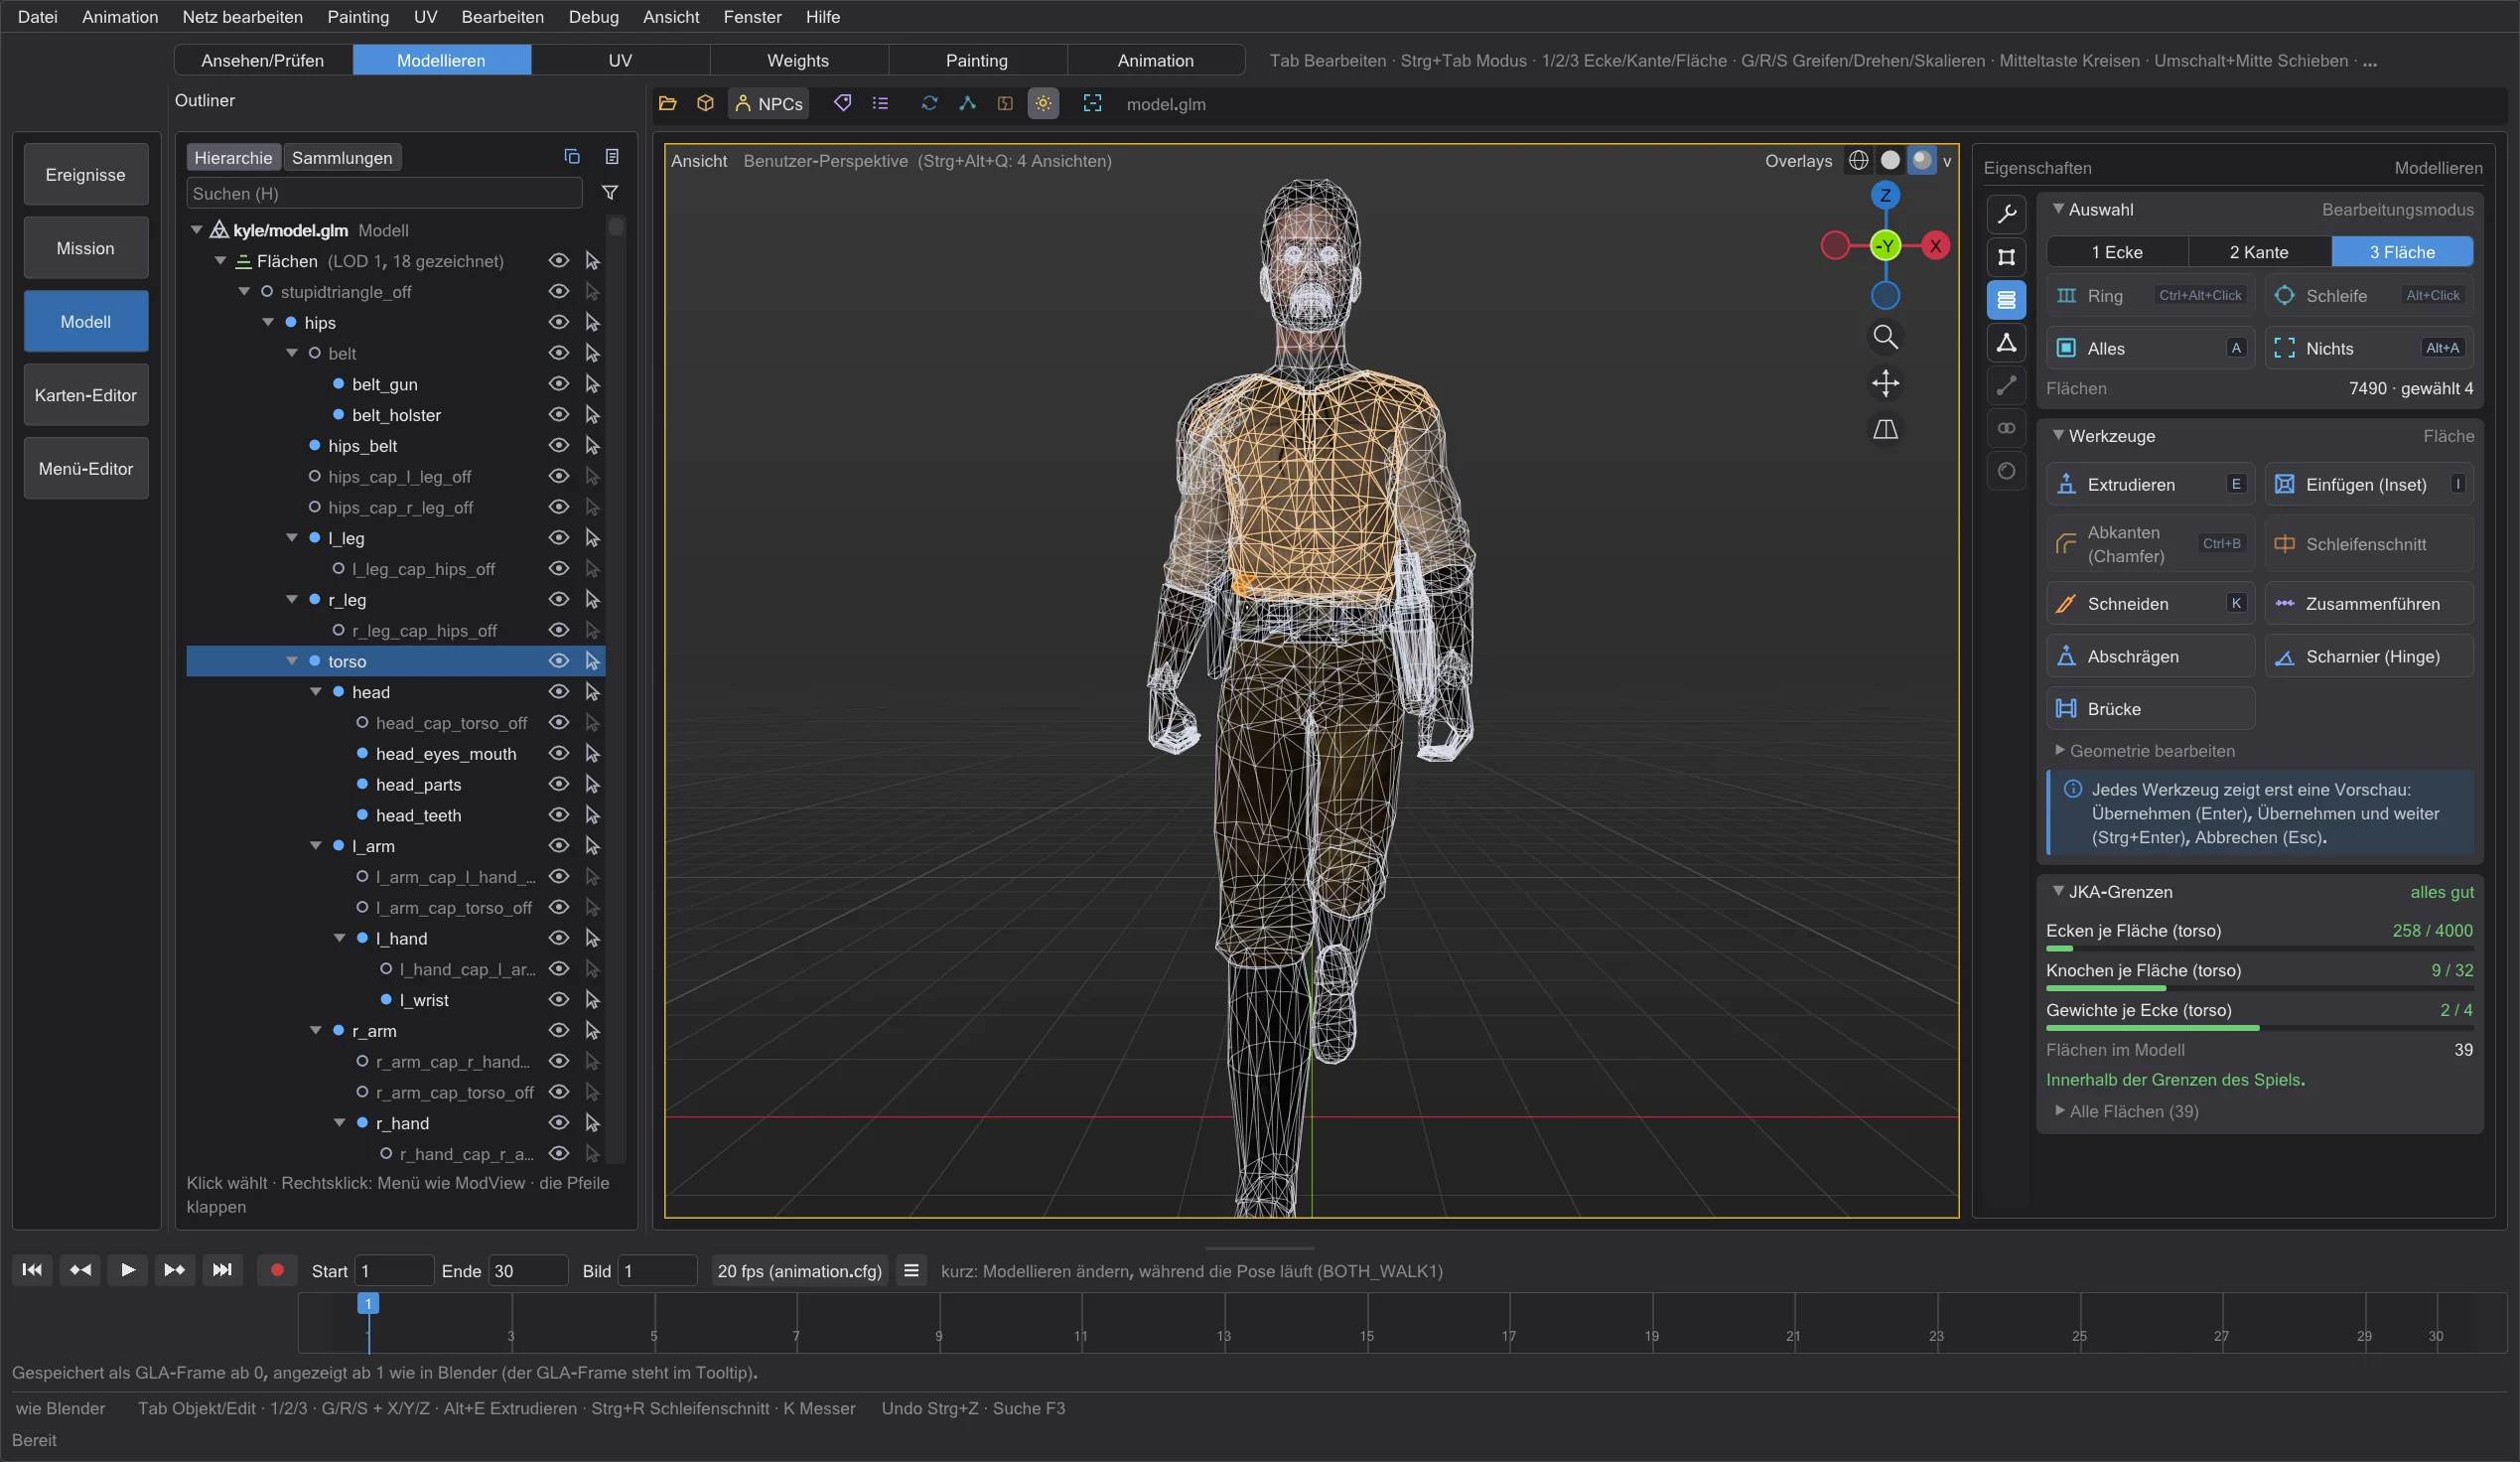 Datei Animation Netz bearbeiten Painting UV Bearbeiten Debug Ansicht Fenster Hilfe
Ansehen/Prüfen Modellieren UV Weights Painting Animation Tab Bearbeiten · Strg+Tab Modus · 1/2/3 Ecke/Kante/Fläche · G/R/S Greifen/Drehen/Skalieren · Mitteltaste Kreisen · Umschalt+Mitte Schieben · ...
Outliner
NPCs model.glm
Ereignisse
Mission
Modell
Karten-Editor
Menü-Editor
Hierarchie Sammlungen
Suchen (H)
kyle/model.glm Modell
Flächen (LOD 1, 18 gezeichnet)
stupidtriangle_off
hips
belt
belt_gun
belt_holster
hips_belt
hips_cap_l_leg_off
hips_cap_r_leg_off
l_leg
l_leg_cap_hips_off
r_leg
r_leg_cap_hips_off
torso
head
head_cap_torso_off
head_eyes_mouth
head_parts
head_teeth
l_arm
l_arm_cap_l_hand_...
l_arm_cap_torso_off
l_hand
l_hand_cap_l_ar...
l_wrist
r_arm
r_arm_cap_r_hand...
r_arm_cap_torso_off
r_hand
r_hand_cap_r_a...
Klick wählt · Rechtsklick: Menü wie ModView · die Pfeile
klappen
Ansicht Benutzer-Perspektive (Strg+Alt+Q: 4 Ansichten) Overlays v
Z
-Y X
Eigenschaften Modellieren
Auswahl Bearbeitungsmodus
1 Ecke 2 Kante 3 Fläche
Ring Ctrl+Alt+Click Schleife Alt+Click
Alles A Nichts Alt+A
Flächen 7490 · gewählt 4
Werkzeuge Fläche
Extrudieren E Einfügen (Inset) I
Abkanten
(Chamfer) Ctrl+B Schleifenschnitt
Schneiden K Zusammenführen
Abschrägen Scharnier (Hinge)
Brücke
Geometrie bearbeiten
Jedes Werkzeug zeigt erst eine Vorschau:
Übernehmen (Enter), Übernehmen und weiter
(Strg+Enter), Abbrechen (Esc).
JKA-Grenzen alles gut
Ecken je Fläche (torso) 258 / 4000
Knochen je Fläche (torso) 9 / 32
Gewichte je Ecke (torso) 2 / 4
Flächen im Modell 39
Innerhalb der Grenzen des Spiels.
Alle Flächen (39)
Start 1 Ende 30 Bild 1 20 fps (animation.cfg) kurz: Modellieren ändern, während die Pose läuft (BOTH_WALK1)
1
1 3 5 7 9 11 13 15 17 19 21 23 25 27 29 30
Gespeichert als GLA-Frame ab 0, angezeigt ab 1 wie in Blender (der GLA-Frame steht im Tooltip).
wie Blender Tab Objekt/Edit · 1/2/3 · G/R/S + X/Y/Z · Alt+E Extrudieren · Strg+R Schleifenschnitt · K Messer Undo Strg+Z · Suche F3
Bereit